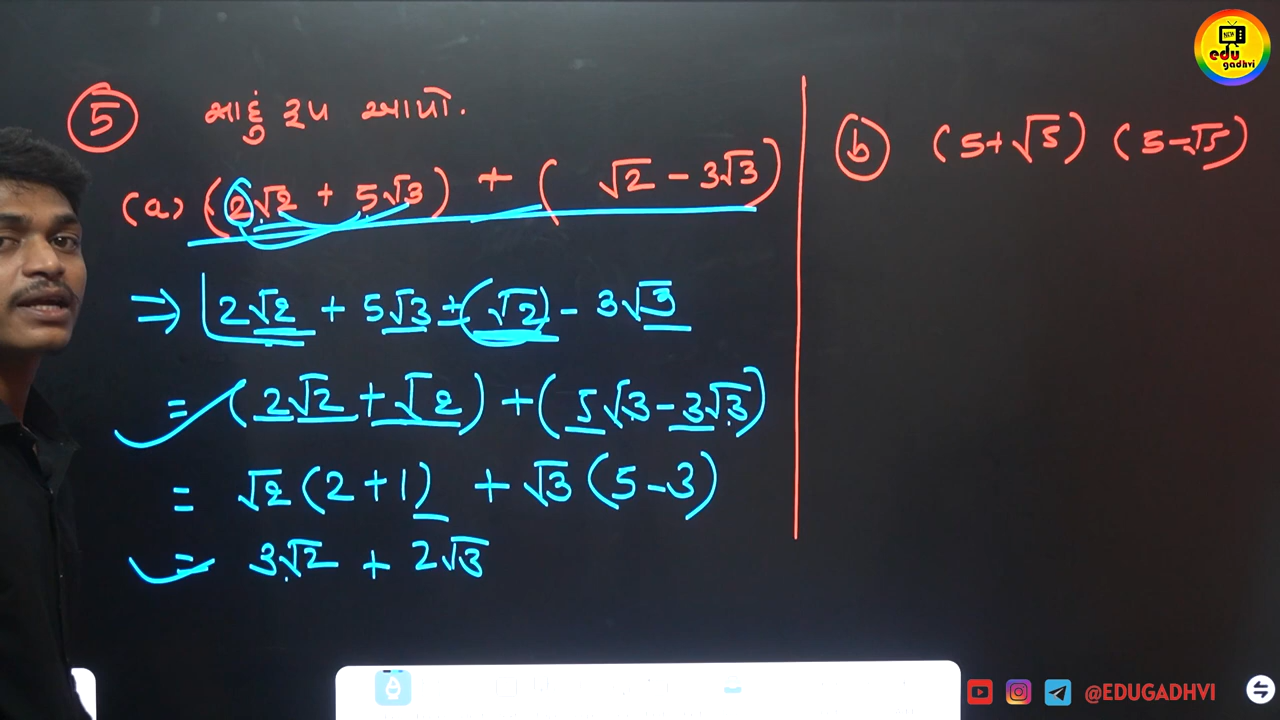 5 સાદું રૂપ આપો.
(a) (2√2 + 5√3) + ( √2 - 3√3)
⇒ 2√2 + 5√3 + (√2) - 3√3
= (2√2 + √2) + (5√3 - 3√3)
= √2 (2 + 1) + √3 (5 - 3)
= 3√2 + 2√3
b (5+√5) (5-√5)
NEW
edu
gadhvi
@EDUGADHVI